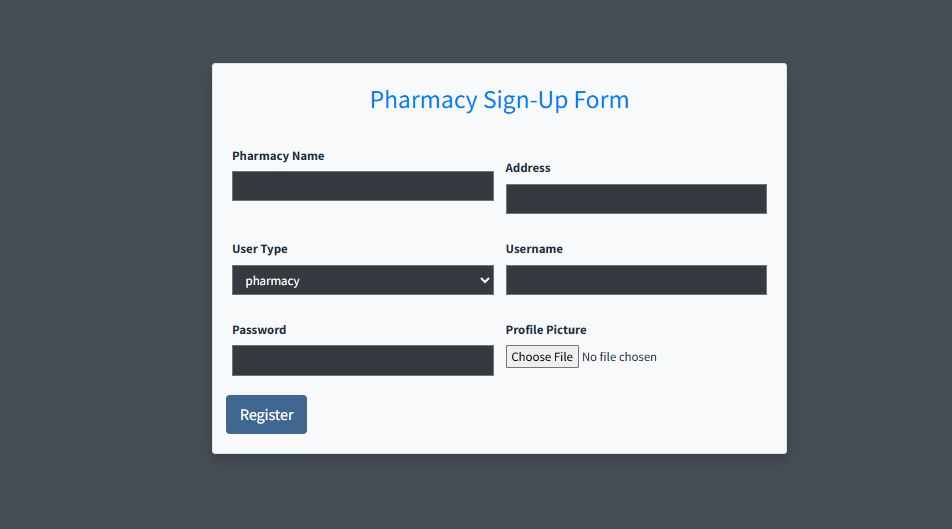 Pharmacy Sign-Up Form
Pharmacy Name
Address
User Type
Username
pharmacy
Password
Profile Picture
Choose File No file chosen
Register